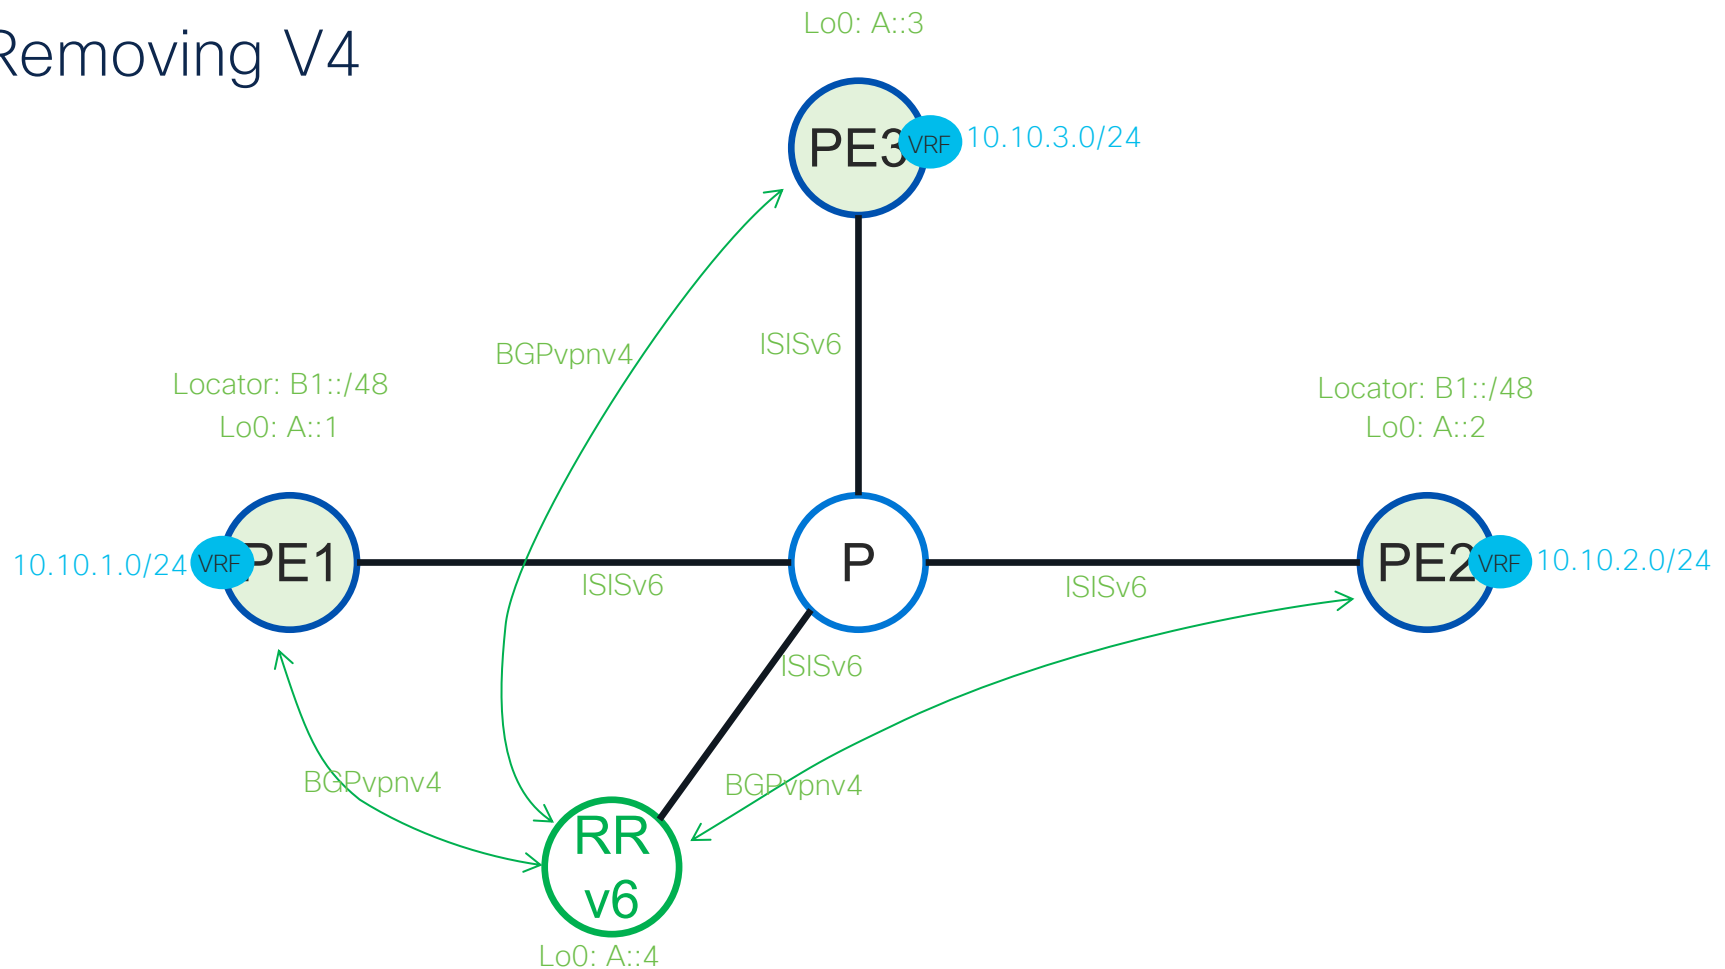 Removing V4
Lo0: A::3
PE3
VRF
10.10.3.0/24
BGPvpnv4
ISISv6
Locator: B1::/48
Lo0: A::1
Locator: B1::/48
Lo0: A::2
10.10.1.0/24
VRF
PE1
ISISv6
P
ISISv6
PE2
VRF
10.10.2.0/24
ISISv6
BGPvpnv4
BGPvpnv4
RR
v6
Lo0: A::4